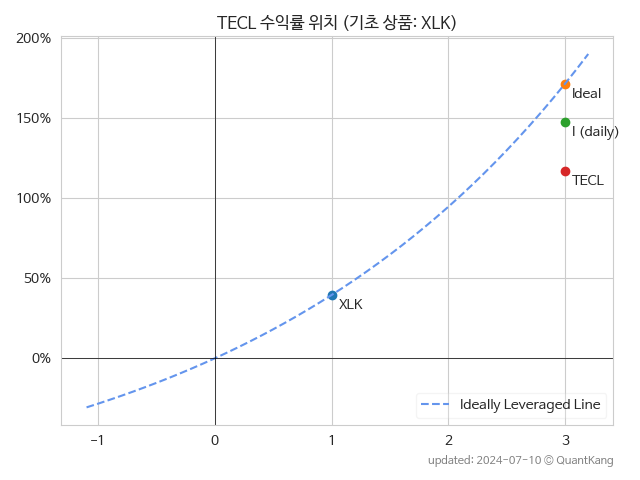 TECL 수익률 위치 (기초 상품: XLK)
200%
150%
100%
50%
0%
Ideal
I (daily)
TECL
XLK
Ideally Leveraged Line
−1
0
1
2
3
updated: 2024-07-10 © QuantKang